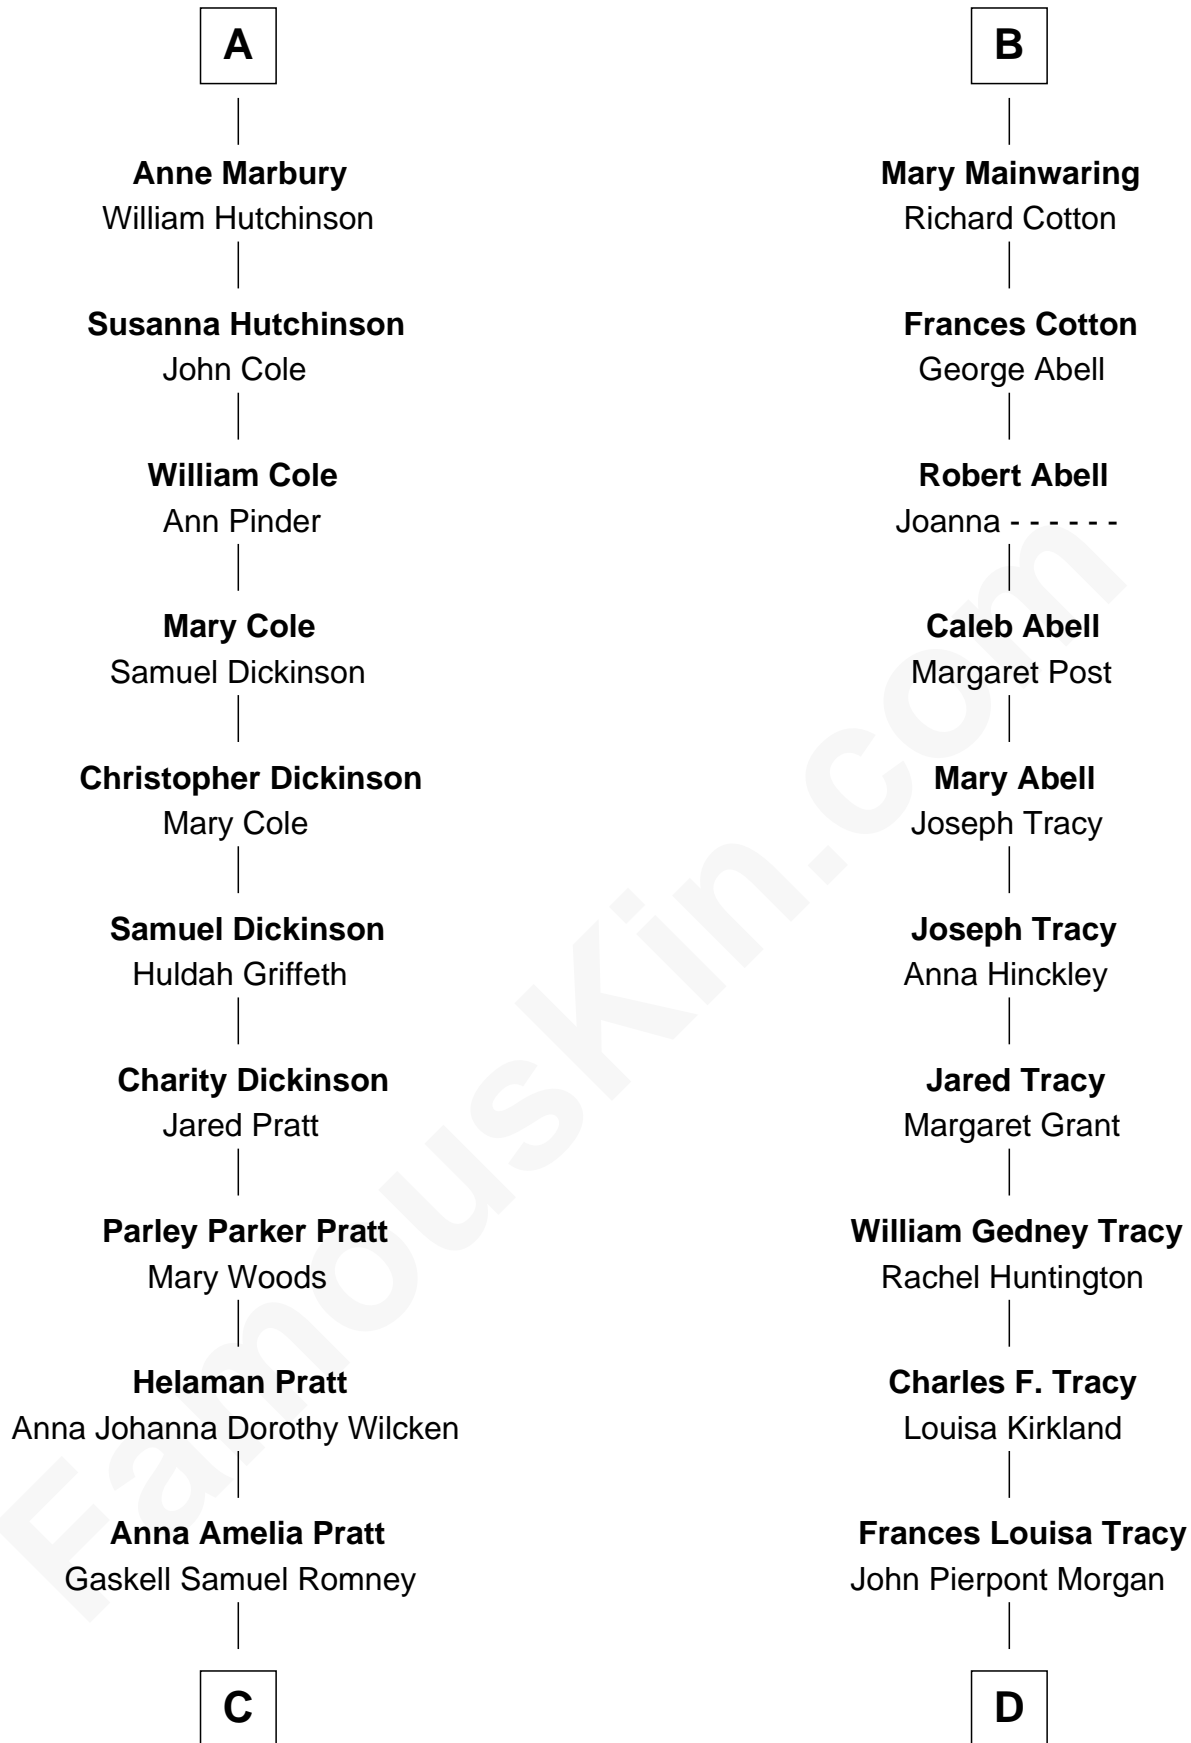 A
Anne Marbury
William Hutchinson
Susanna Hutchinson
John Cole
William Cole
Ann Pinder
Mary Cole
Samuel Dickinson
Christopher Dickinson
Mary Cole
Samuel Dickinson
Huldah Griffeth
Charity Dickinson
Jared Pratt
Parley Parker Pratt
Mary Woods
Helaman Pratt
Anna Johanna Dorothy Wilcken
Anna Amelia Pratt
Gaskell Samuel Romney
C
B
Mary Mainwaring
Richard Cotton
Frances Cotton
George Abell
Robert Abell
Joanna - - - - - -
Caleb Abell
Margaret Post
Mary Abell
Joseph Tracy
Joseph Tracy
Anna Hinckley
Jared Tracy
Margaret Grant
William Gedney Tracy
Rachel Huntington
Charles F. Tracy
Louisa Kirkland
Frances Louisa Tracy
John Pierpont Morgan
D
FamousKin.com